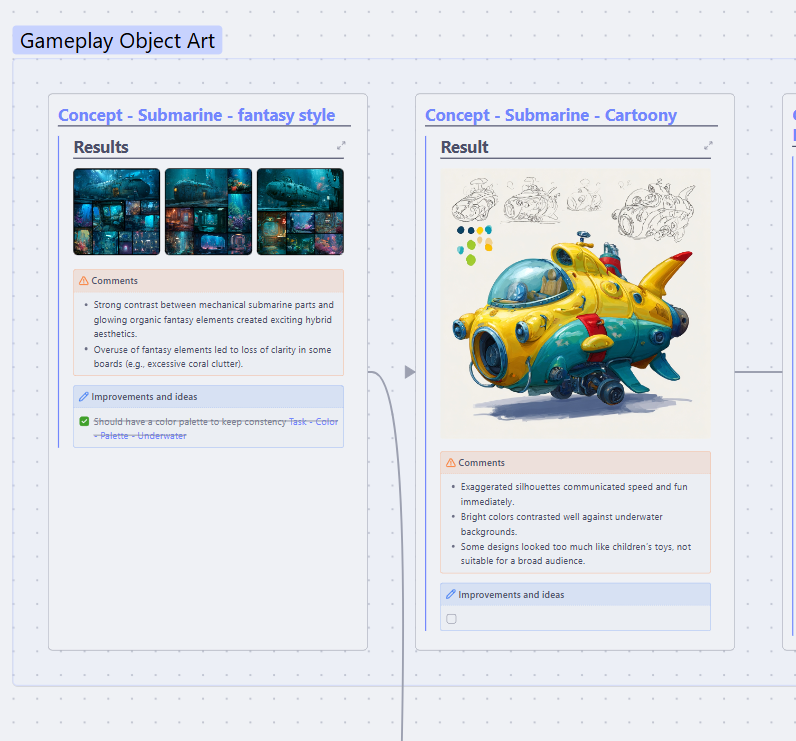 Gameplay Object Art
Concept - Submarine - fantasy style
Results
Comments
Strong contrast between mechanical submarine parts and
glowing organic fantasy elements created exciting hybrid
aesthetics.
Overuse of fantasy elements led to loss of clarity in some
boards (e.g., excessive coral clutter).
Improvements and ideas
Should have a color palette to keep constency Task - Color
- Palette - Underwater
Concept - Submarine - Cartoony
Result
Comments
Exaggerated silhouettes communicated speed and fun
immediately.
Bright colors contrasted well against underwater
backgrounds.
Some designs looked too much like children's toys, not
suitable for a broad audience.
Improvements and ideas